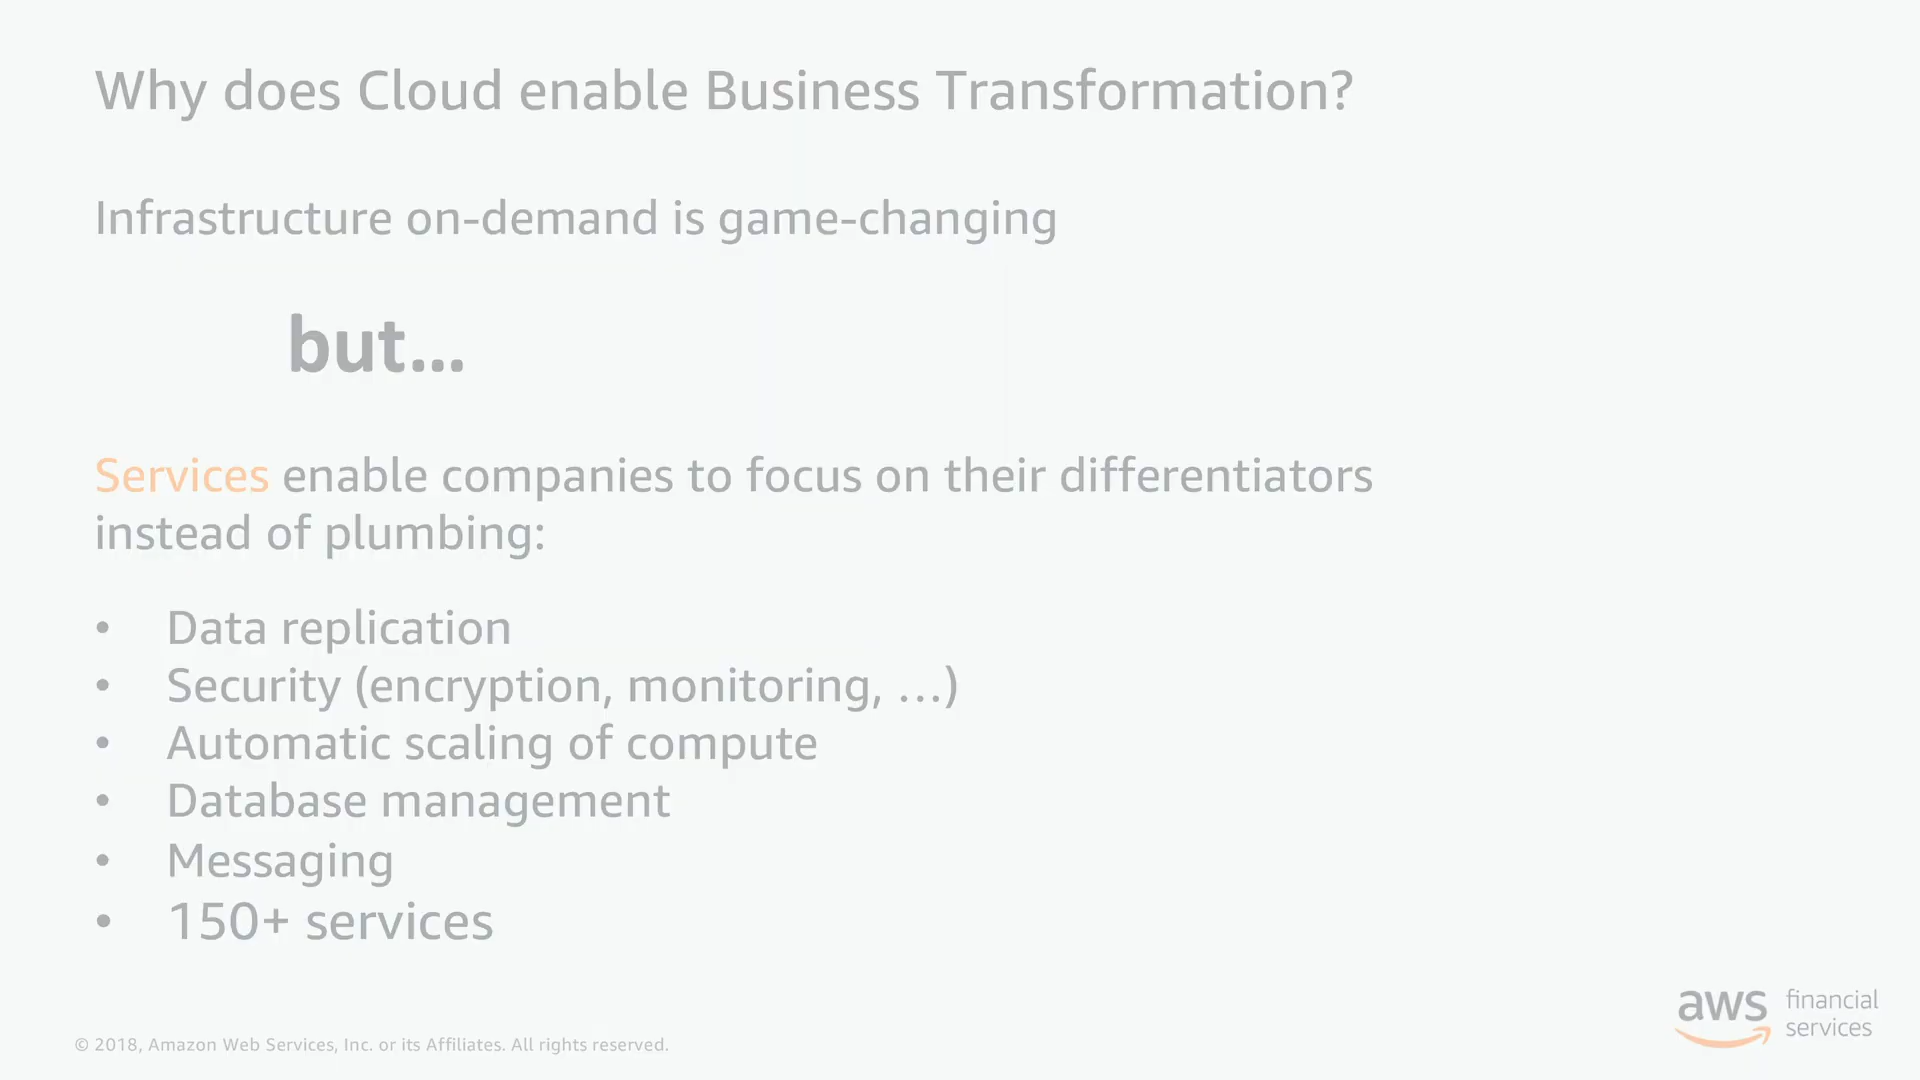 Why does Cloud enable Business Transformation?
Infrastructure on-demand is game-changing
but...
Services enable companies to focus on their differentiators
instead of plumbing:
• Data replication
• Security (encryption, monitoring, …)
• Automatic scaling of compute
• Database management
• Messaging
• 150+ services
aws financial
services
© 2018, Amazon Web Services, Inc. or its Affiliates. All rights reserved.